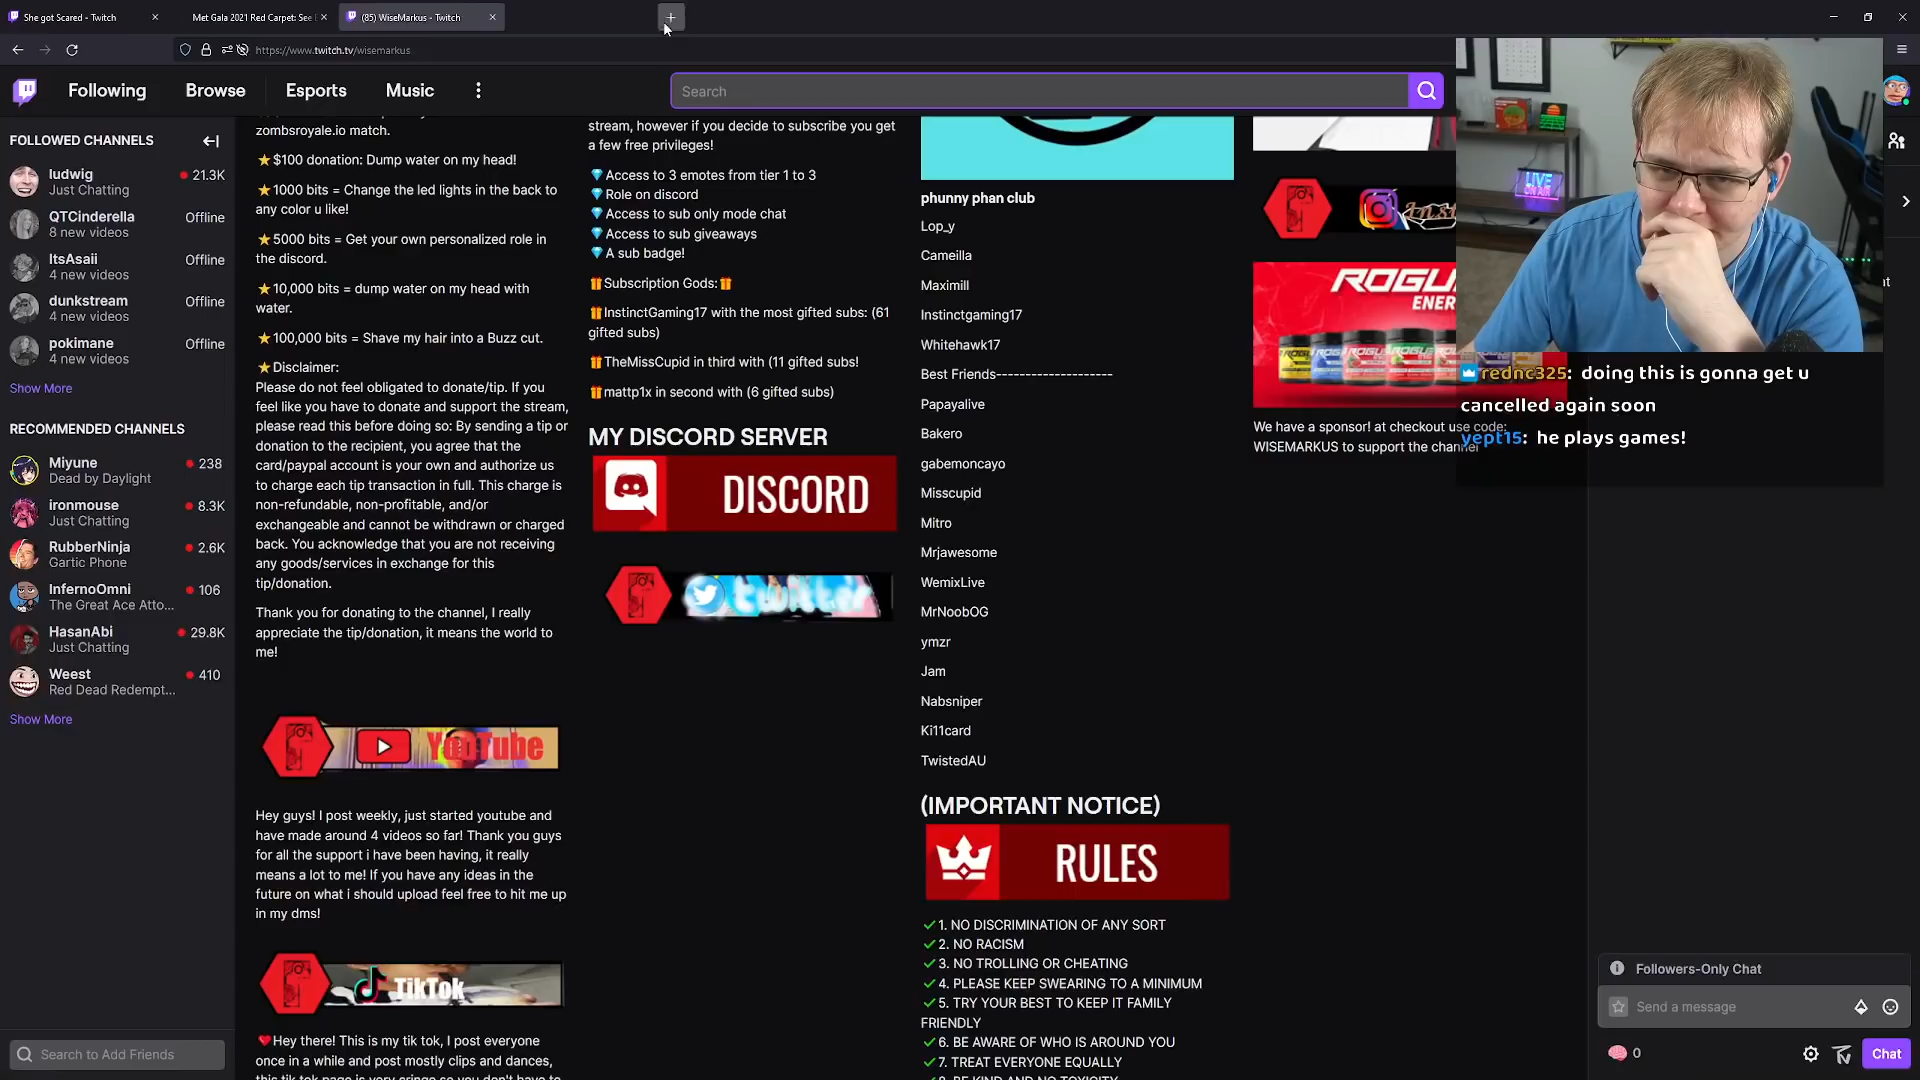 She got Scared - Twitch
Met Gala 2021 Red Carpet: See
(85) WiseMarkus - Twitch
https://www.twitch.tv/wisemarkus
Following
Browse
Esports
Music
Search
FOLLOWED CHANNELS
ludwig
21.3K
Just Chatting
QTCinderella
Offline
8 new videos
ItsAsaii
Offline
4 new videos
dunkstream
Offline
4 new videos
pokimane
Offline
4 new videos
Show More
RECOMMENDED CHANNELS
Miyune
238
Dead by Daylight
ironmouse
8.3K
Just Chatting
RubberNinja
2.6K
Gartic Phone
InfernoOmni
106
The Great Ace Atto...
HasanAbi
29.8K
Just Chatting
Weest
410
Red Dead Redempt...
Show More
Search to Add Friends
zombsroyale.io match.
⭐$100 donation: Dump water on my head!
⭐1000 bits = Change the led lights in the back to
any color u like!
⭐5000 bits = Get your own personalized role in
the discord.
⭐10,000 bits = dump water on my head with
water.
⭐100,000 bits = Shave my hair into a Buzz cut.
⭐Disclaimer:
Please do not feel obligated to donate/tip. If you
feel like you have to donate and support the stream,
please read this before doing so: By sending a tip or
donation to the recipient, you agree that the
card/paypal account is your own and authorize us
to charge each tip transaction in full. This charge is
non-refundable, non-profitable, and/or
exchangeable and cannot be withdrawn or charged
back. You acknowledge that you are not receiving
any goods/services in exchange for this
tip/donation.
Thank you for donating to the channel, I really
appreciate the tip/donation, it means the world to
me!
YouTube
Hey guys! I post weekly, just started youtube and
have made around 4 videos so far! Thank you guys
for all the support i have been having, it really
means a lot to me! If you have any ideas in the
future on what i should upload feel free to hit me up
in my dms!
TikTok
❤️Hey there! This is my tik tok, I post everyone
once in a while and post mostly clips and dances,
this tik tok page is very cringe so you don't have to
stream, however if you decide to subscribe you get
a few free privileges!
💎Access to 3 emotes from tier 1 to 3
💎Role on discord
💎Access to sub only mode chat
💎Access to sub giveaways
💎A sub badge!
🎁Subscription Gods:🎁
🎁InstinctGaming17 with the most gifted subs: (61
gifted subs)
🎁TheMissCupid in third with (11 gifted subs!
🎁mattp1x in second with (6 gifted subs)
MY DISCORD SERVER
DISCORD
twitter
phunny phan club
Lop_y
Cameilla
Maximill
Instinctgaming17
Whitehawk17
Best Friends--------------------
Papayalive
Bakero
gabemoncayo
Misscupid
Mitro
Mrjawesome
WemixLive
MrNoobOG
ymzr
Jam
Nabsniper
Ki11card
TwistedAU
(IMPORTANT NOTICE)
RULES
✓1. NO DISCRIMINATION OF ANY SORT
✓2. NO RACISM
✓3. NO TROLLING OR CHEATING
✓4. PLEASE KEEP SWEARING TO A MINIMUM
✓5. TRY YOUR BEST TO KEEP IT FAMILY
FRIENDLY
✓6. BE AWARE OF WHO IS AROUND YOU
✓7. TREAT EVERYONE EQUALLY
✓8. BE KIND AND NO TOXICITY
Inst
ROGU
ENER
We have a sponsor! at checkout use code:
WISEMARKUS to support the channel
LIVE
ON AIR
rednc325: doing this is gonna get u
cancelled again soon
yept15: he plays games!
Followers-Only Chat
Send a message
0
Chat